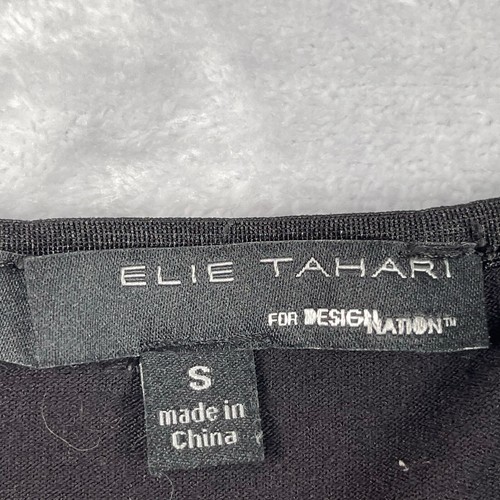 ELIE TAHARI
FOR DESIGN NATION™
S
made in
China